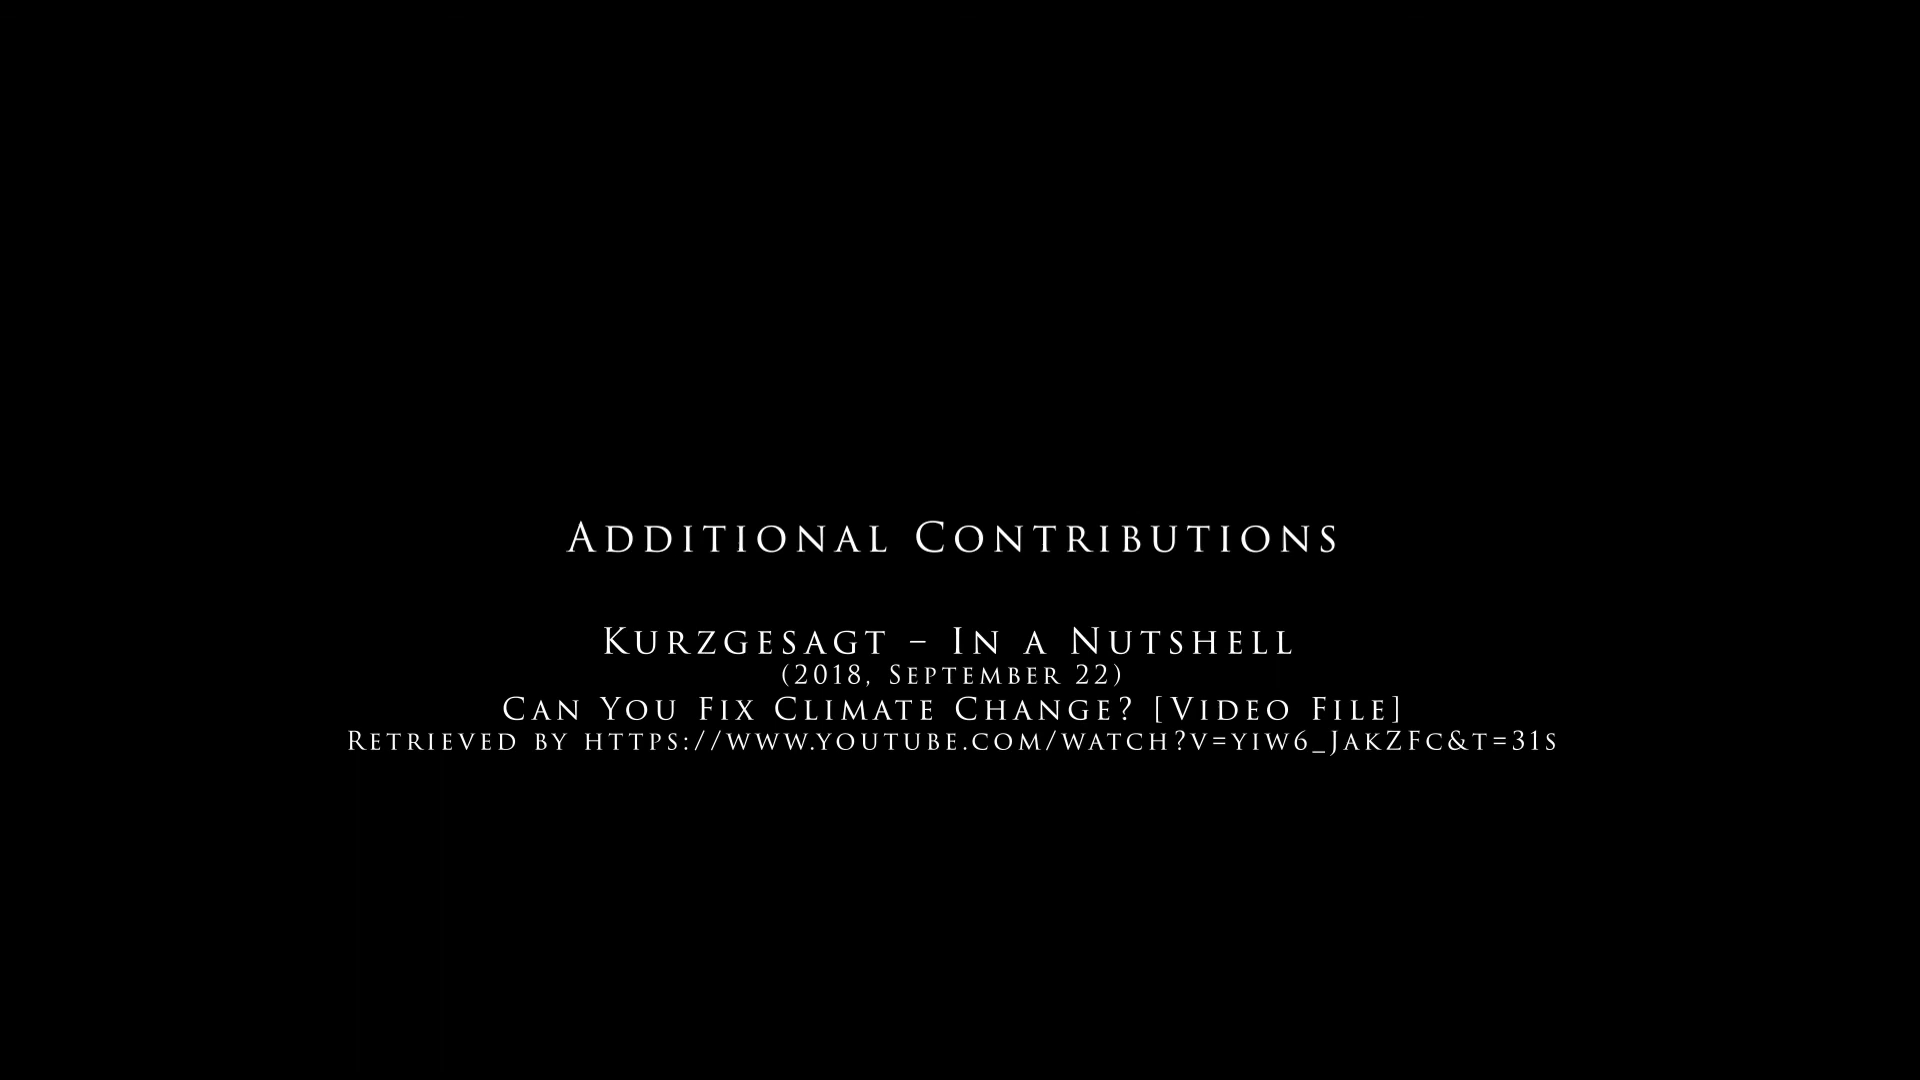 Additional Contributions
Kurzgesagt – In a Nutshell
(2018, September 22)
Can You Fix Climate Change? [Video File]
Retrieved by https://www.youtube.com/watch?v=yiw6_JakZFc&t=31s